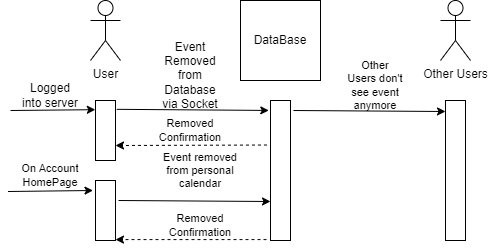 User
DataBase
Other Users
Logged
into server
Event
Removed
from
Database
via Socket
Other
Users don't
see event
anymore
Removed
Confirmation
On Account
HomePage
Event removed
from personal
calendar
Removed
Confirmation